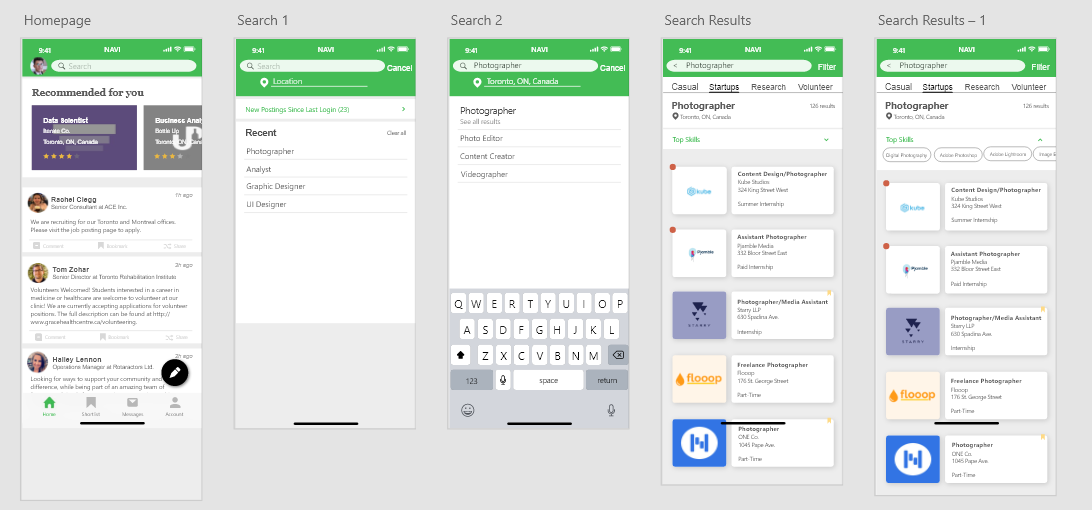 Homepage
9:41
NAVI
Search
Recommended for you
Data Scientist
Toronto, ON, Canada
Business Analy
Bottle Up
Rachel Clegg
1h ago
Senior Consultant at ACE Inc.
We are recruiting for our Toronto and Montreal offices.
Please visit the job posting page to apply.
Comment
Bookmark
Share
Tom Zohar
2h ago
Senior Director at Toronto Rehabilitation Institute
Volunteers Welcomed! Students interested in a career in
medicine or healthcare are welcome to volunteer at our
clinic! We are currently accepting applications for volunteer
positions. The full description can be found at http://
www.gracehealthcentre.ca/volunteering.
Comment
Bookmark
Share
Hailey Lennon
2h ago
Operations Manager at Rotaractors Ltd.
Looking for ways to support your community and
difference, while being part of an amazing team of
Home
Shortlist
Messages
Account
Search 1
9:41
NAVI
Search
Cancel
Location
New Postings Since Last Login (23)
Recent
Clear all
Photographer
Analyst
Graphic Designer
UI Designer
Search 2
9:41
NAVI
Photographer
Cancel
Toronto, ON, Canada
Photographer
See all results
Photo Editor
Content Creator
Videographer
Q W E R T Y U I O P
A S D F G H J K L
Z X C V B N M
123
space
return
Search Results
9:41
NAVI
< Photographer
Filter
Casual Startups Research Volunteer
Photographer
126 results
Toronto, ON, Canada
Top Skills
kube
Content Design/Photographer
Kube Studios
324 King Street West
Summer Internship
Pjamble
Assistant Photographer
Pjamble Media
332 Bloor Street East
Paid Internship
STARRY
Photographer/Media Assistant
Starry LLP
630 Spadina Ave.
Internship
flooop
Freelance Photographer
Flooop
176 St. George Street
Part-Time
Photographer
ONE Co.
1045 Pape Ave.
Part-Time
Search Results – 1
9:41
NAVI
< Photographer
Filter
Casual Startups Research Volunteer
Photographer
126 results
Toronto, ON, Canada
Top Skills
Digital Photography
Adobe Photoshop
Adobe Lightroom
Image E
kube
Content Design/Photographer
Kube Studios
324 King Street West
Summer Internship
Pjamble
Assistant Photographer
Pjamble Media
332 Bloor Street East
Paid Internship
STARRY
Photographer/Media Assistant
Starry LLP
630 Spadina Ave.
Internship
flooop
Freelance Photographer
Flooop
176 St. George Street
Part-Time
Photographer
ONE Co.
1045 Pape Ave.
Part-Time